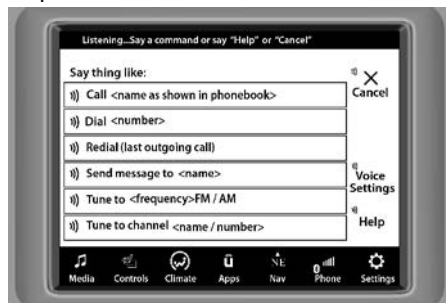 Listening...Say a command or say "Help" or "Cancel"
Say thing like:
Call <name as shown in phonebook>
Dial <number>
Redial (last outgoing call)
Send message to <name>
Tune to <frequency>FM / AM
Tune to channel <name / number>
Cancel
Voice
Settings
Help
NE
Media Controls Climate Apps Nav Phone Settings